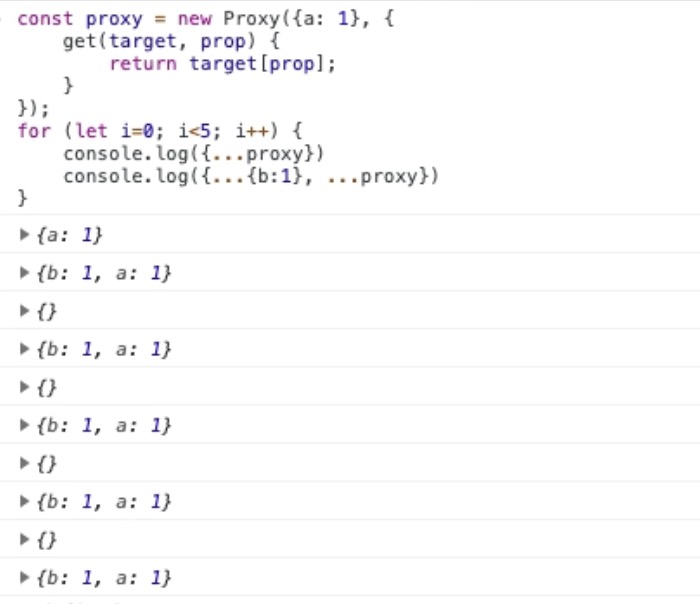 const proxy = new Proxy({a: 1}, {
    get(target, prop) {
        return target[prop];
    }
});
for (let i=0; i<5; i++) {
    console.log({...proxy})
    console.log({...{b:1}, ...proxy})
}
▶ {a: 1}
▶ {b: 1, a: 1}
▶ {}
▶ {b: 1, a: 1}
▶ {}
▶ {b: 1, a: 1}
▶ {}
▶ {b: 1, a: 1}
▶ {}
▶ {b: 1, a: 1}